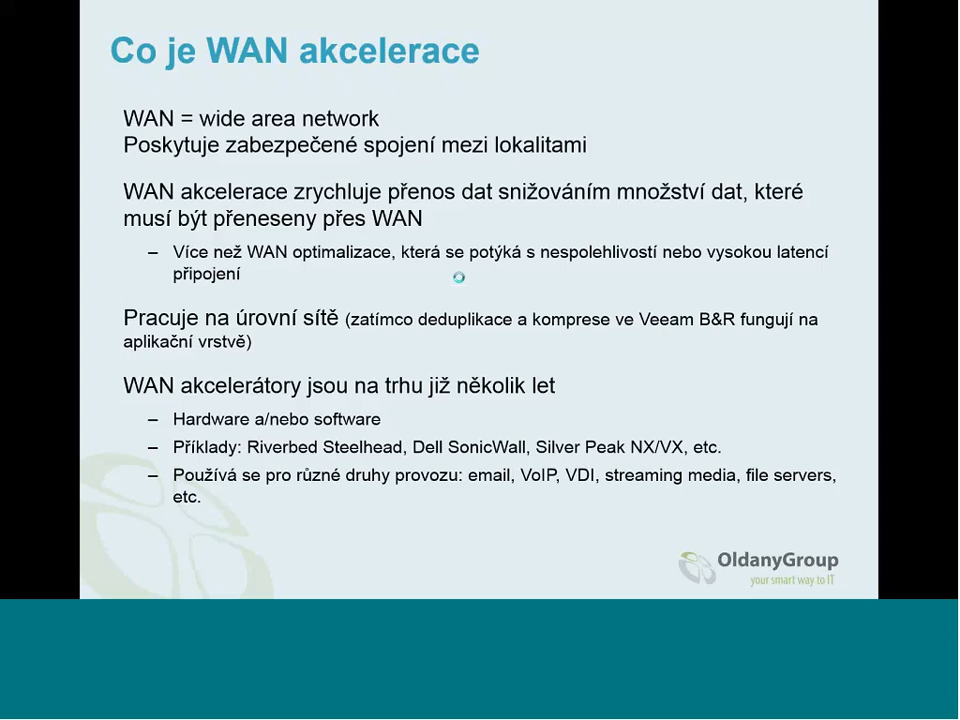 Co je WAN akcelerace
WAN = wide area network
Poskytuje zabezpečené spojení mezi lokalitami
WAN akcelerace zrychluje přenos dat snižováním množství dat, které
musí být přeneseny přes WAN
– Více než WAN optimalizace, která se potýká s nespolehlivostí nebo vysokou latencí
připojení
Pracuje na úrovní sítě (zatímco deduplikace a komprese ve Veeam B&R fungují na
aplikační vrstvě)
WAN akcelerátory jsou na trhu již několik let
– Hardware a/nebo software
– Příklady: Riverbed Steelhead, Dell SonicWall, Silver Peak NX/VX, etc.
– Používá se pro různé druhy provozu: email, VoIP, VDI, streaming media, file servers,
etc.
OldanyGroup
your smart way to IT